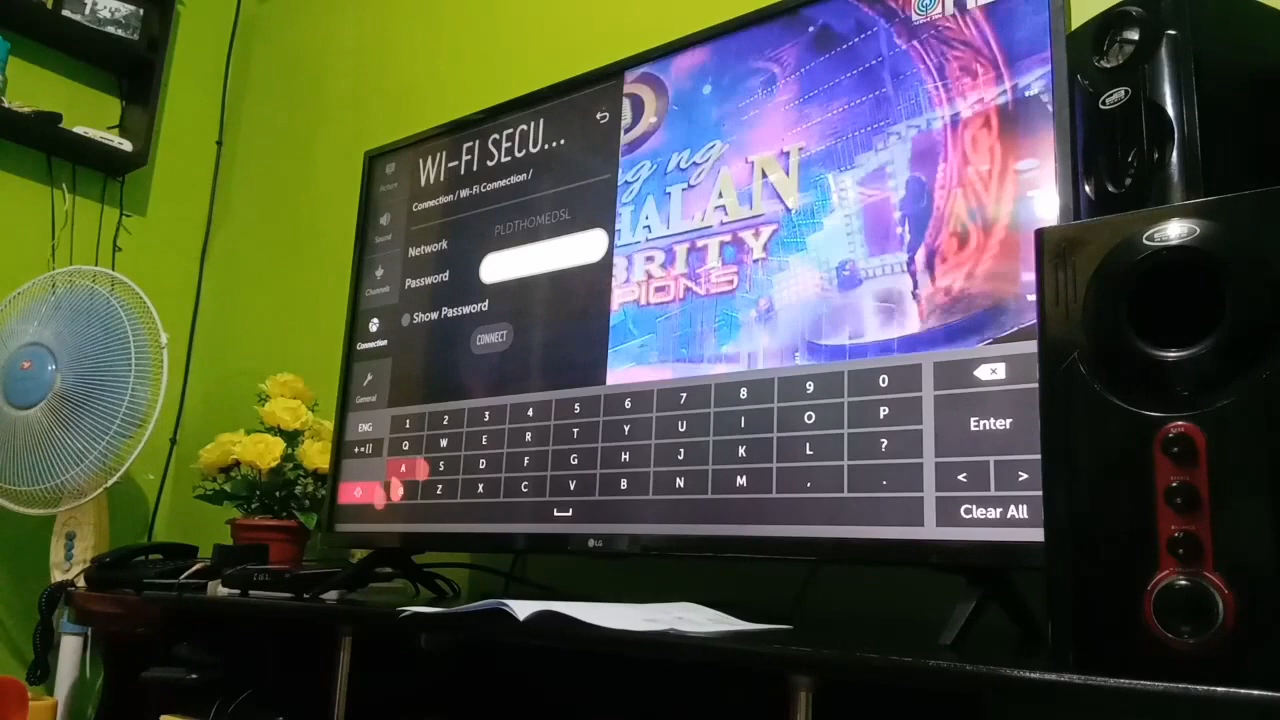 WI-FI SECU...
Connection / Wi-Fi Connection /
Network PLDTHOMEDSL
Password
Show Password
CONNECT
Picture
Sound
Channels
Connection
General
ng
HALAN
BRITY
PIONS
ENG 1 2 3 4 5 6 7 8 9 0
+=[] Q W E R T Y U I O P Enter
A S D F G H J K L ?
@ Z X C V B N M , . < >
Clear All
LG